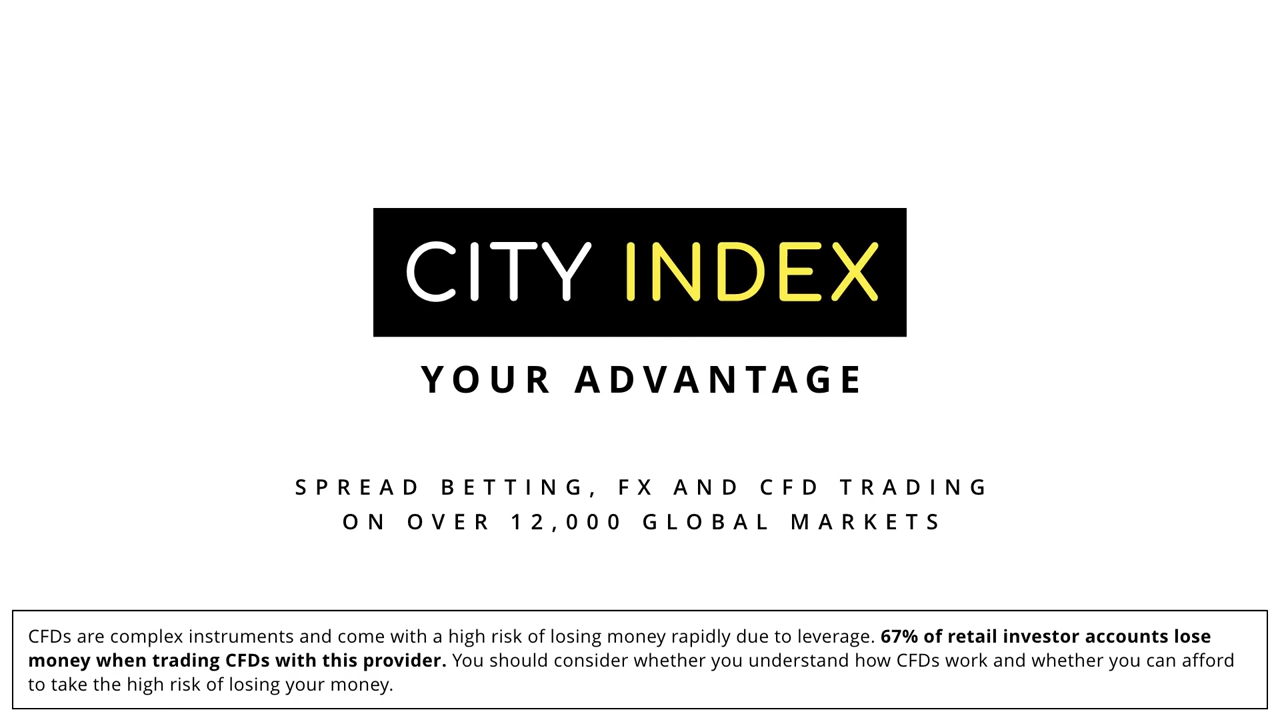 CITY INDEX
YOUR ADVANTAGE
SPREAD BETTING, FX AND CFD TRADING
ON OVER 12,000 GLOBAL MARKETS
CFDs are complex instruments and come with a high risk of losing money rapidly due to leverage. 67% of retail investor accounts lose
money when trading CFDs with this provider. You should consider whether you understand how CFDs work and whether you can afford
to take the high risk of losing your money.